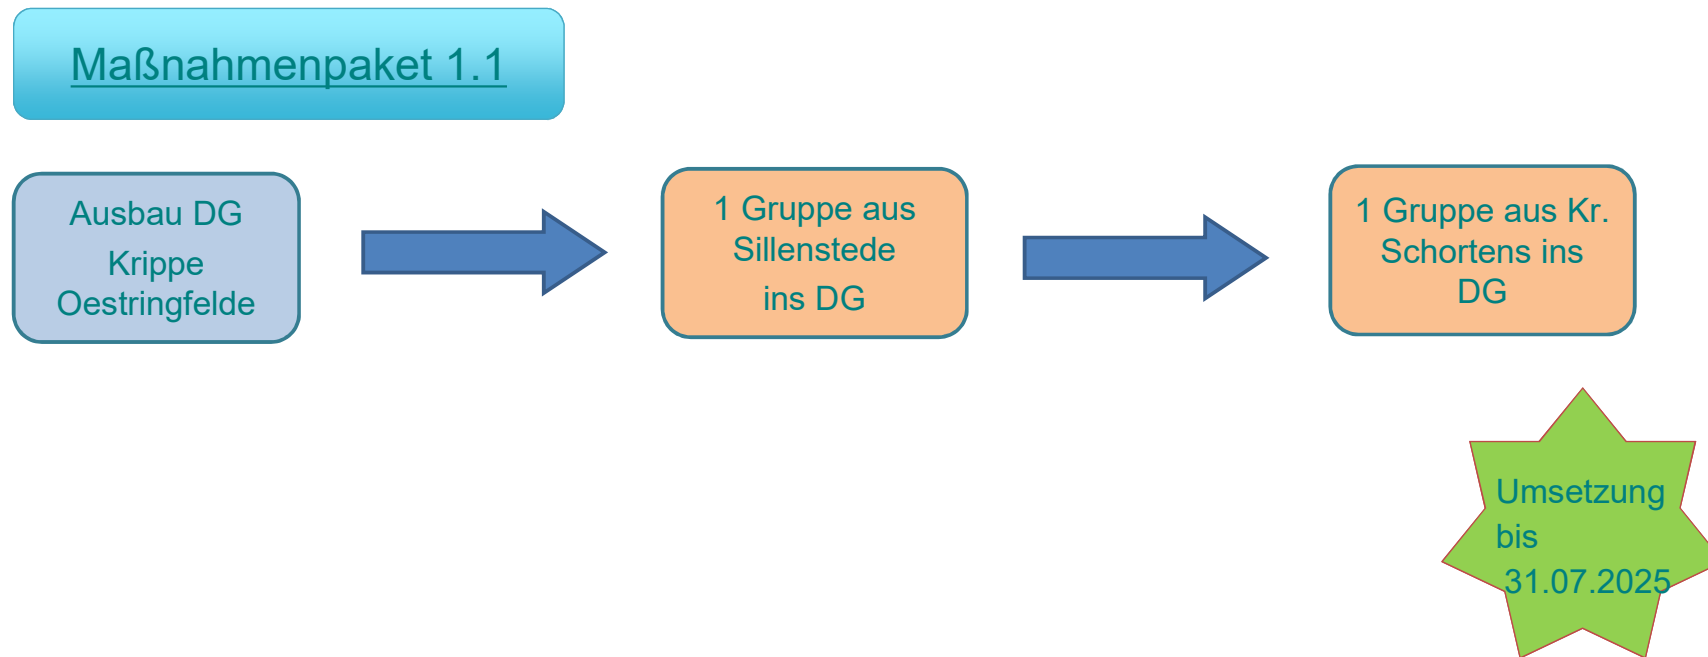 Maßnahmenpaket 1.1
Ausbau DG
Krippe
Oestringfelde
1 Gruppe aus
Sillenstede
ins DG
1 Gruppe aus Kr.
Schortens ins
DG
Umsetzung
bis
31.07.2025